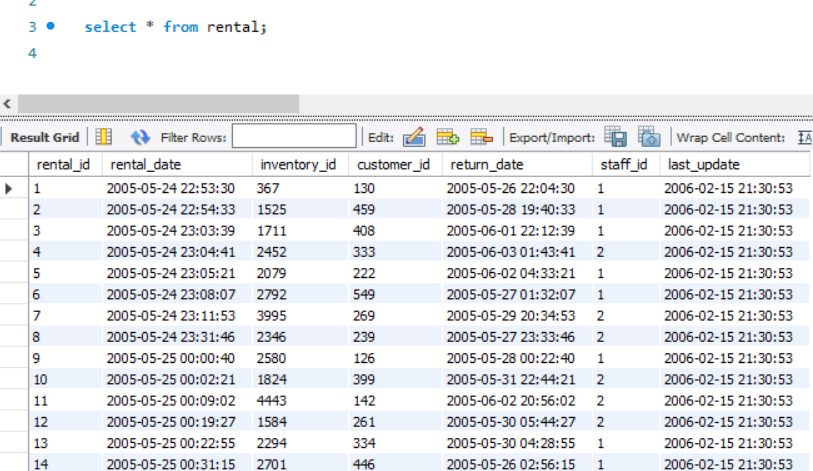 2
3 select * from rental;
4
Result Grid Filter Rows: Edit: Export/Import: Wrap Cell Content:
rental_id rental_date inventory_id customer_id return_date staff_id last_update
1 2005-05-24 22:53:30 367 130 2005-05-26 22:04:30 1 2006-02-15 21:30:53
2 2005-05-24 22:54:33 1525 459 2005-05-28 19:40:33 1 2006-02-15 21:30:53
3 2005-05-24 23:03:39 1711 408 2005-06-01 22:12:39 1 2006-02-15 21:30:53
4 2005-05-24 23:04:41 2452 333 2005-06-03 01:43:41 2 2006-02-15 21:30:53
5 2005-05-24 23:05:21 2079 222 2005-06-02 04:33:21 1 2006-02-15 21:30:53
6 2005-05-24 23:08:07 2792 549 2005-05-27 01:32:07 1 2006-02-15 21:30:53
7 2005-05-24 23:11:53 3995 269 2005-05-29 20:34:53 2 2006-02-15 21:30:53
8 2005-05-24 23:31:46 2346 239 2005-05-27 23:33:46 2 2006-02-15 21:30:53
9 2005-05-25 00:00:40 2580 126 2005-05-28 00:22:40 1 2006-02-15 21:30:53
10 2005-05-25 00:02:21 1824 399 2005-05-31 22:44:21 2 2006-02-15 21:30:53
11 2005-05-25 00:09:02 4443 142 2005-06-02 20:56:02 2 2006-02-15 21:30:53
12 2005-05-25 00:19:27 1584 261 2005-05-30 05:44:27 2 2006-02-15 21:30:53
13 2005-05-25 00:22:55 2294 334 2005-05-30 04:28:55 1 2006-02-15 21:30:53
14 2005-05-25 00:31:15 2701 446 2005-05-26 02:56:15 1 2006-02-15 21:30:53